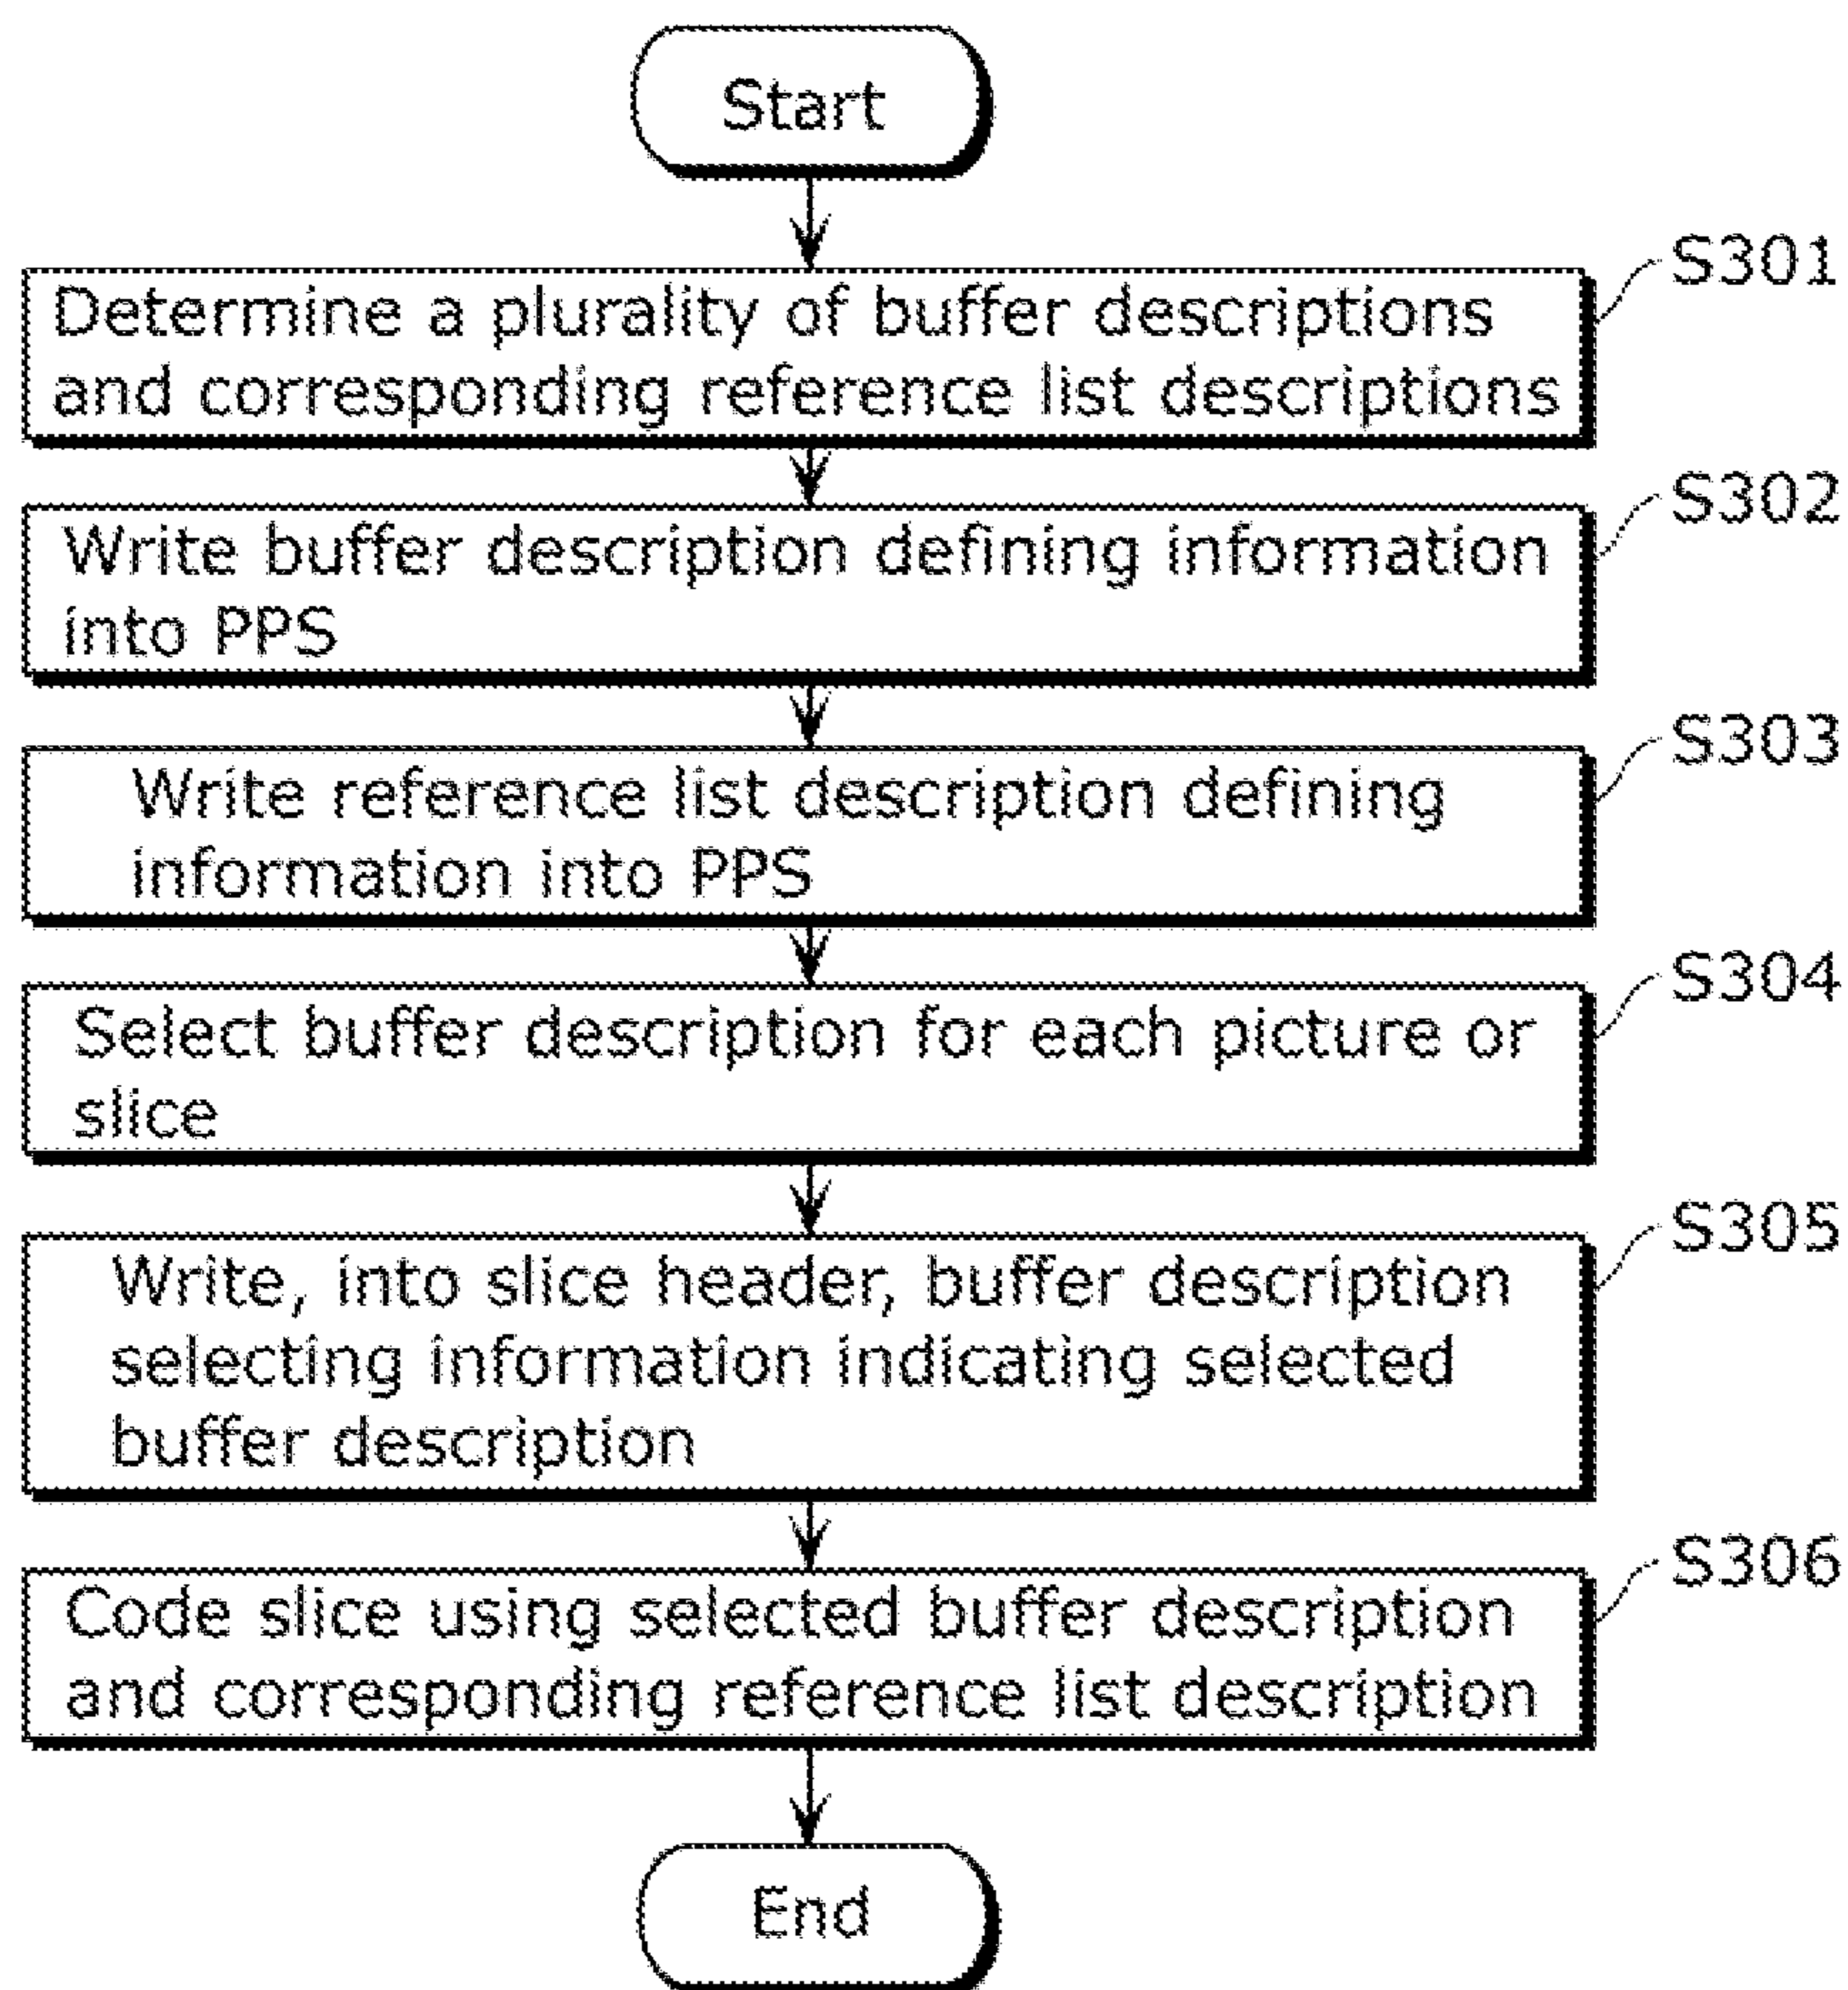 Start
S301
Determine a plurality of buffer descriptions
and corresponding reference list descriptions
S302
Write buffer description defining information
into PPS
S303
Write reference list description defining
information into PPS
S304
Select buffer description for each picture or
slice
S305
Write, into slice header, buffer description
selecting information indicating selected
buffer description
S306
Code slice using selected buffer description
and corresponding reference list description
End